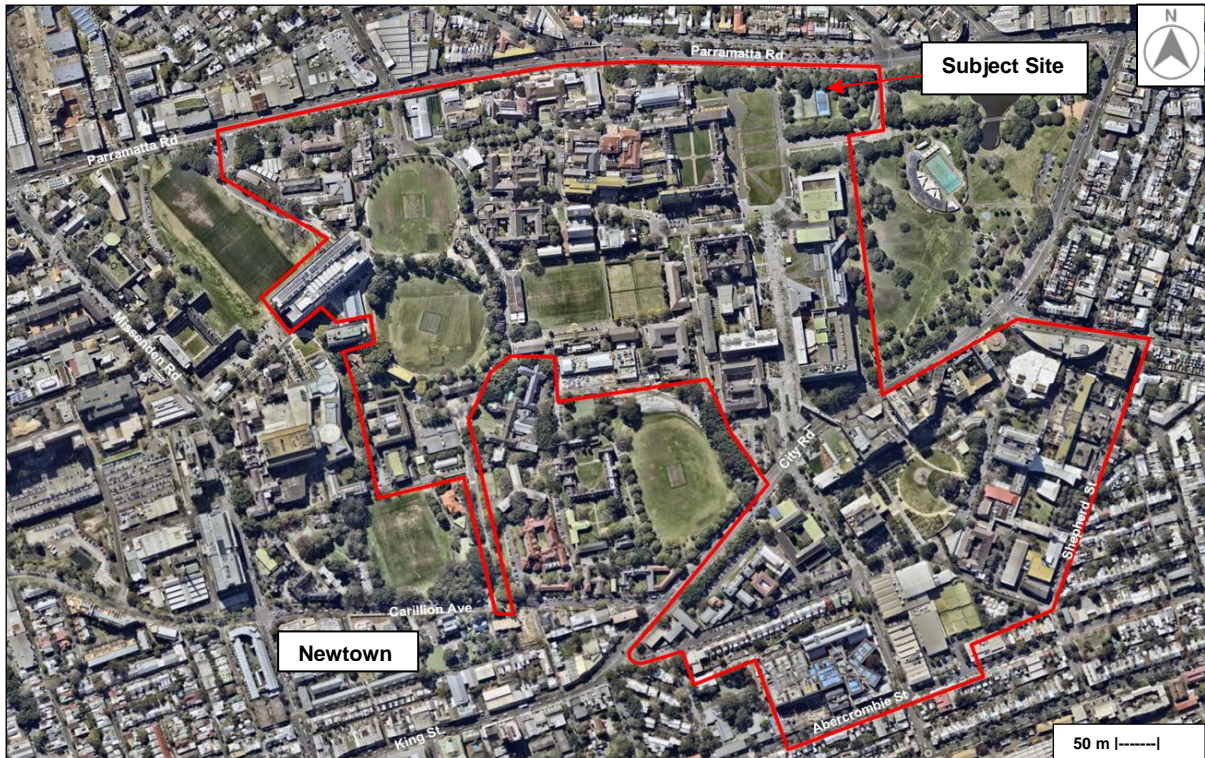 Parramatta Rd
N
Subject Site
Parramatta Rd
Missenden Rd
City Rd
Shepherd St
Carillion Ave
Newtown
Abercrombie St
King St
50 m |-------|